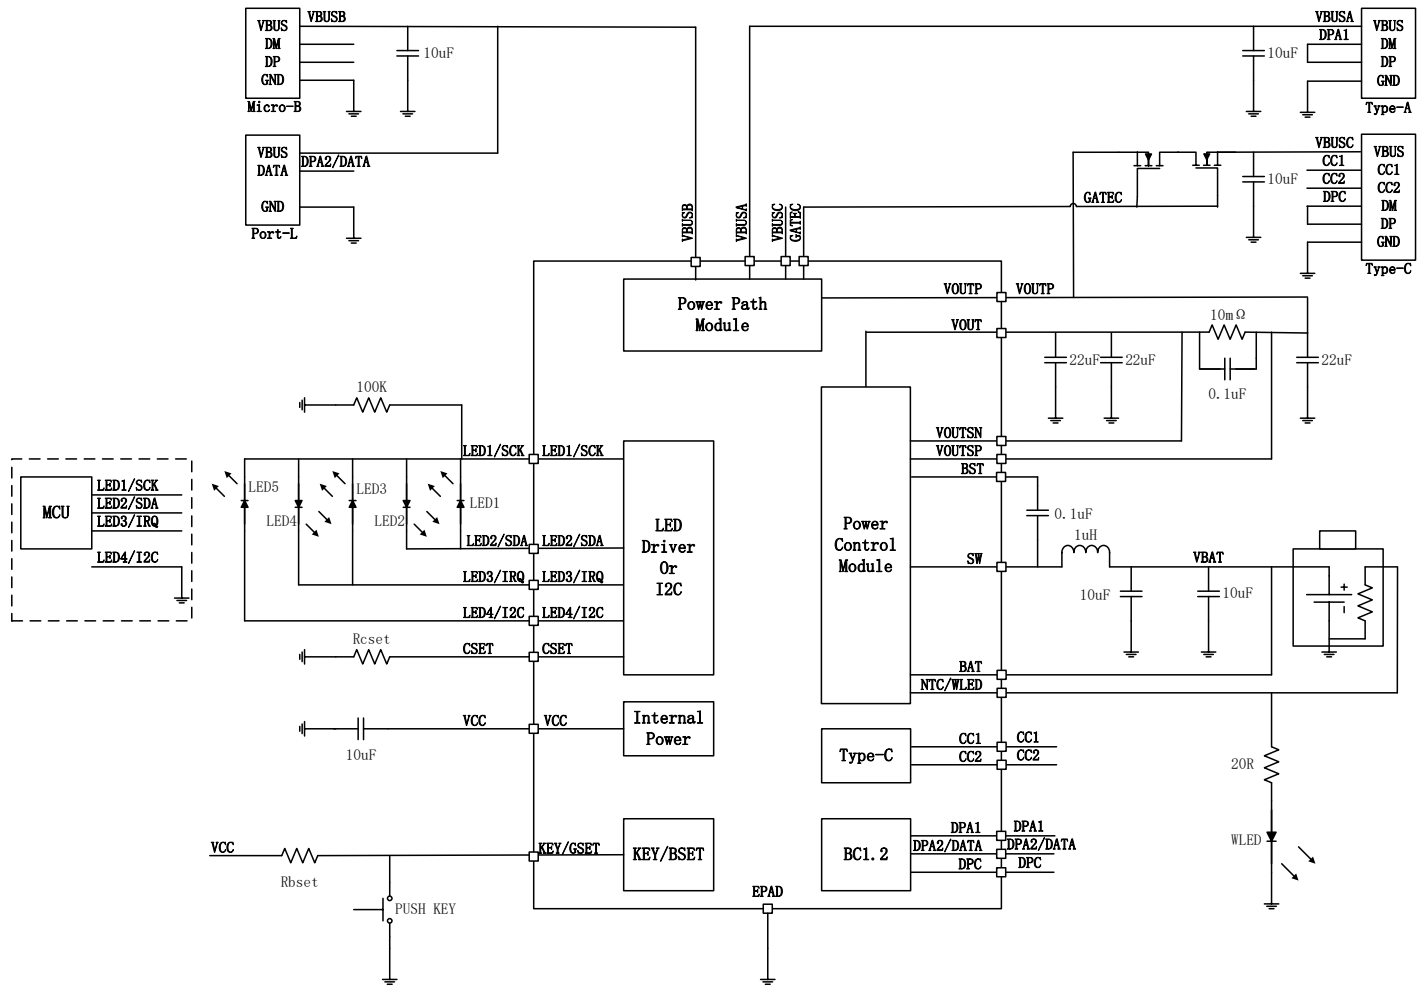 VBUSB
VBUS
DM
DP
GND
Micro-B
10uF
VBUS
DATA
DPA2/DATA
GND
Port-L
VBUSA
DPA1
VBUS
DM
DP
GND
Type-A
10uF
VBUSC
CC1
CC2
DPC
VBUS
CC1
CC2
DM
DP
GND
Type-C
10uF
GATEC
VBUSB
VBUSA
VBUSC
GATEC
Power Path
Module
VOUTP
VOUTP
VOUT
10mΩ
22uF
22uF
0.1uF
22uF
100K
LED1/SCK
LED1/SCK
LED5
LED4
LED3
LED2
LED1
LED2/SDA
LED2/SDA
LED3/IRQ
LED3/IRQ
LED4/I2C
LED4/I2C
LED
Driver
Or
I2C
MCU
LED1/SCK
LED2/SDA
LED3/IRQ
LED4/I2C
Rcset
CSET
CSET
VOUTSN
VOUTSP
BST
0.1uF
1uH
SW
VBAT
10uF
10uF
+
-
Power
Control
Module
BAT
NTC/WLED
VCC
VCC
10uF
Internal
Power
Type-C
CC1
CC1
CC2
CC2
20R
WLED
VCC
Rbset
KEY/GSET
KEY/BSET
PUSH KEY
BC1.2
DPA1
DPA1
DPA2/DATA
DPA2/DATA
DPC
DPC
EPAD